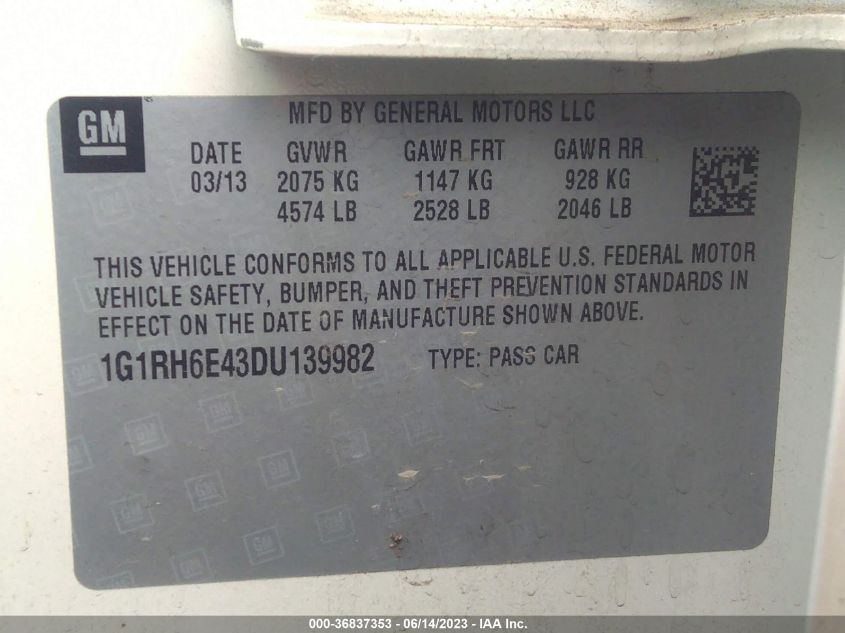 GM
MFD BY GENERAL MOTORS LLC
DATE GVWR GAWR FRT GAWR RR
03/13 2075 KG 1147 KG 928 KG
4574 LB 2528 LB 2046 LB
THIS VEHICLE CONFORMS TO ALL APPLICABLE U.S. FEDERAL MOTOR
VEHICLE SAFETY, BUMPER, AND THEFT PREVENTION STANDARDS IN
EFFECT ON THE DATE OF MANUFACTURE SHOWN ABOVE.
1G1RH6E43DU139982 TYPE: PASS CAR
000-36837353 - 06/14/2023 - IAA Inc.